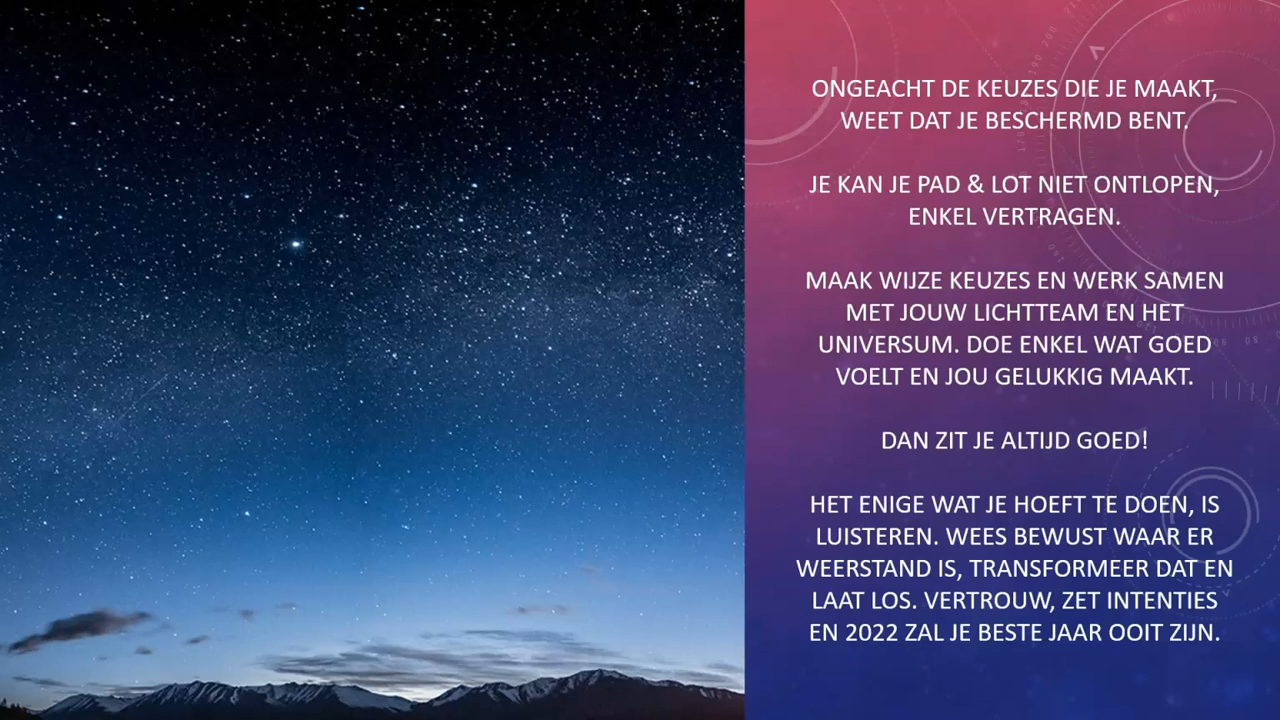 ONGEACHT DE KEUZES DIE JE MAAKT,
WEET DAT JE BESCHERMD BENT.
JE KAN JE PAD & LOT NIET ONTLOPEN,
ENKEL VERTRAGEN.
MAAK WIJZE KEUZES EN WERK SAMEN
MET JOUW LICHTTEAM EN HET
UNIVERSUM. DOE ENKEL WAT GOED
VOELT EN JOU GELUKKIG MAAKT.
DAN ZIT JE ALTIJD GOED!
HET ENIGE WAT JE HOEFT TE DOEN, IS
LUISTEREN. WEES BEWUST WAAR ER
WEERSTAND IS, TRANSFORMEER DAT EN
LAAT LOS. VERTROUW, ZET INTENTIES
EN 2022 ZAL JE BESTE JAAR OOIT ZIJN.